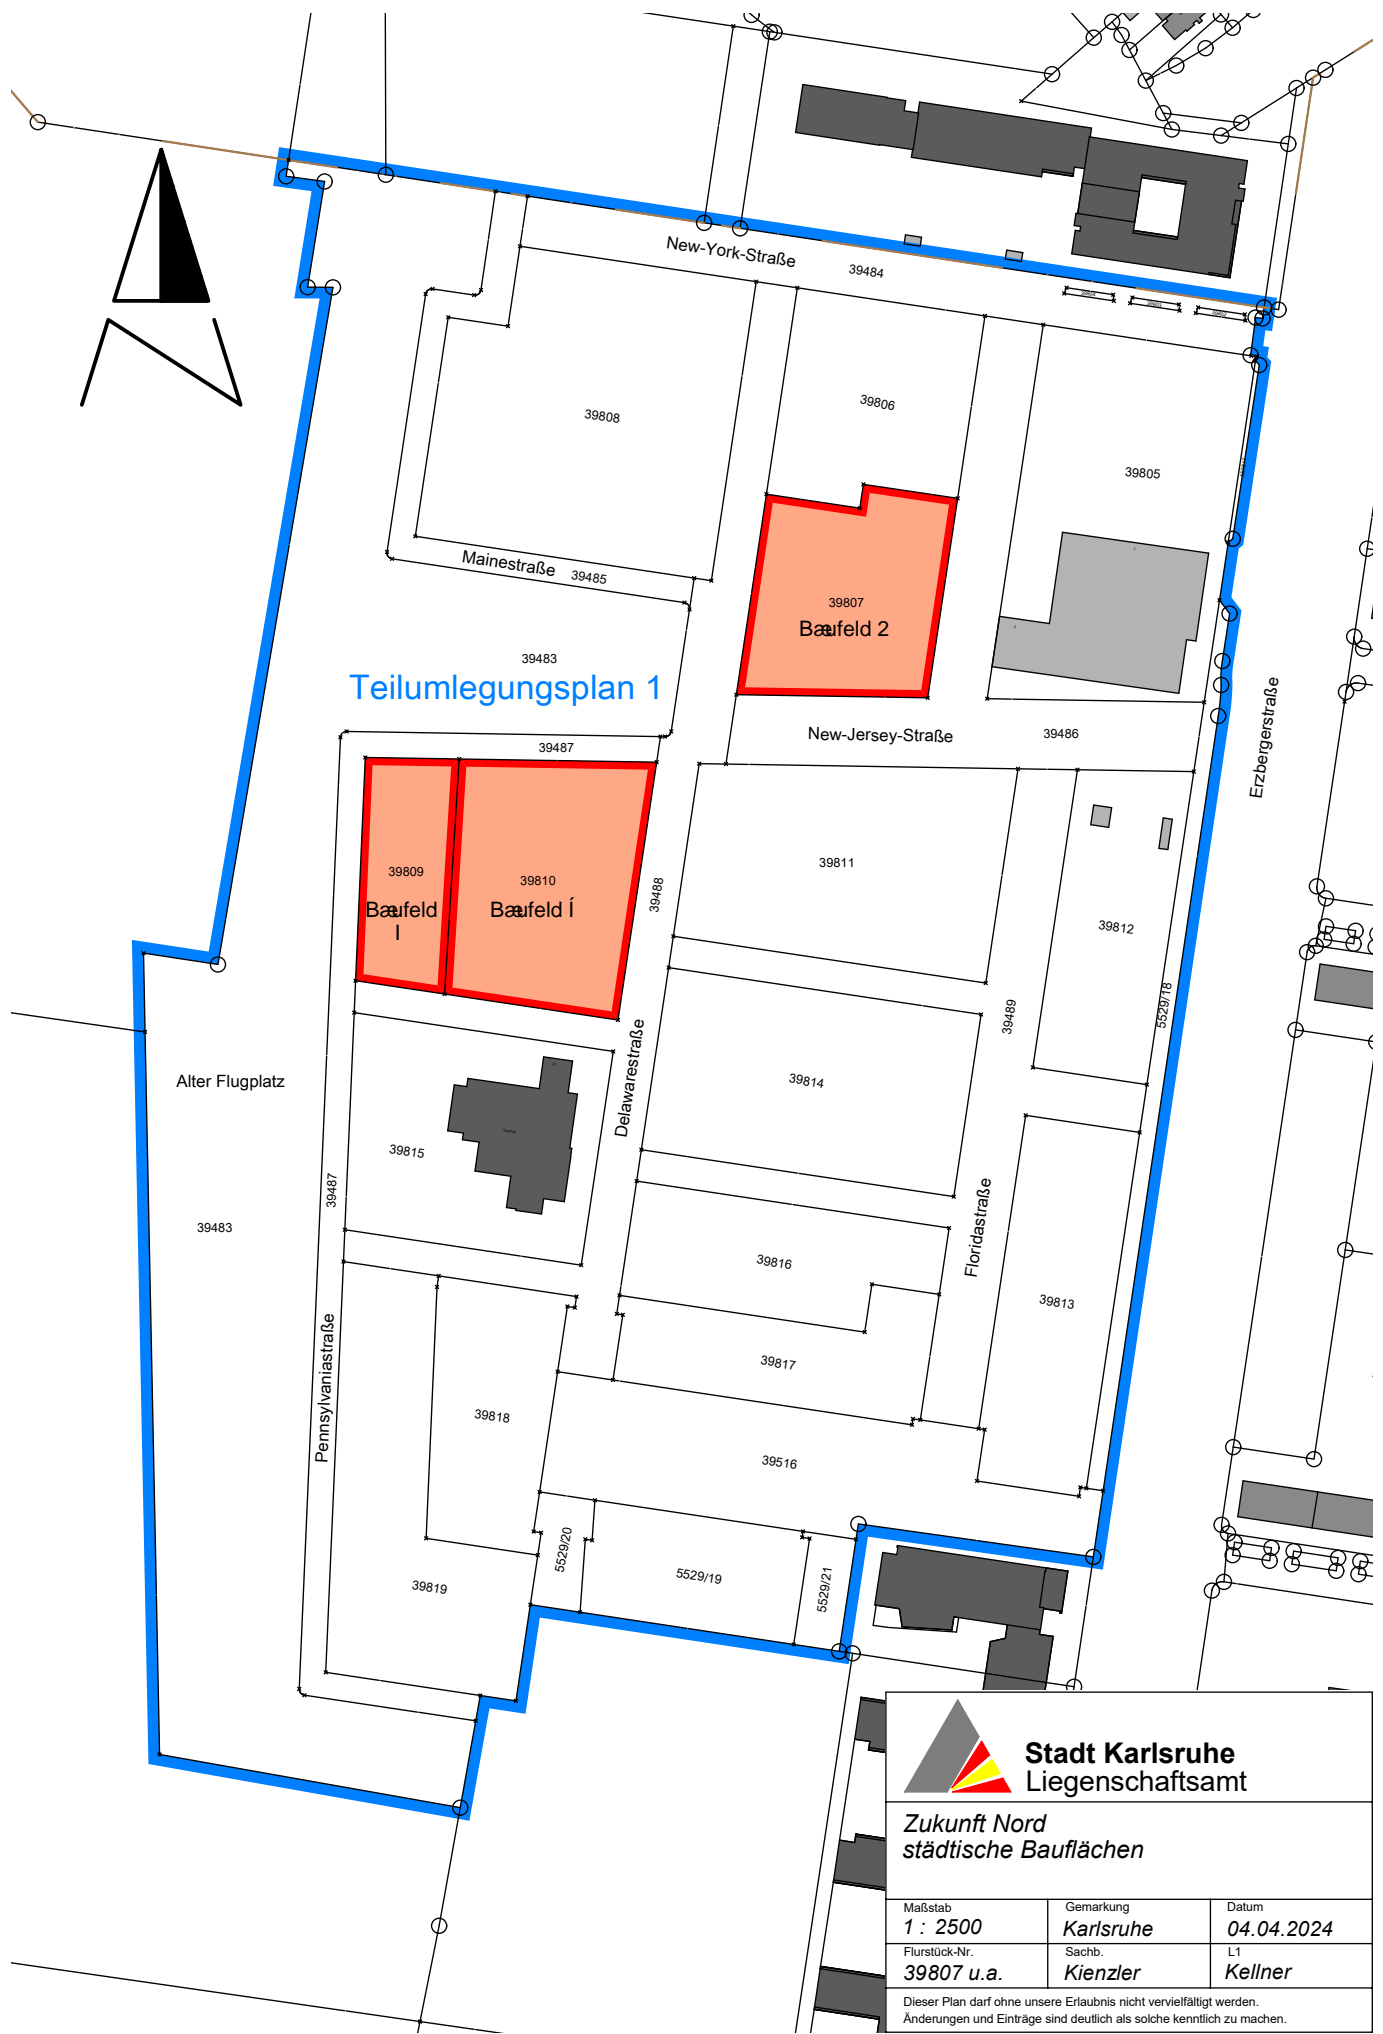 New-York-Straße
39484
39808
39806
39805
Mainestraße
39485
39807
Baufeld 2
39483
Teilumlegungsplan 1
39487
New-Jersey-Straße
39486
Erzbergerstraße
39809
Baufeld
39810
Baufeld Í
39488
39811
39812
39489
5529/18
Delawarestraße
39814
Alter Flugplatz
39815
39487
39483
Floridastraße
39816
39813
Pennsylvaniastraße
39817
39818
39516
5529/20
5529/19
5529/21
39819
Stadt Karlsruhe
Liegenschaftsamt
Zukunft Nord
städtische Bauflächen
Maßstab
1 : 2500
Gemarkung
Karlsruhe
Datum
04.04.2024
Flurstück-Nr.
39807 u.a.
Sachb.
Kienzler
L1
Kellner
Dieser Plan darf ohne unsere Erlaubnis nicht vervielfältigt werden.
Änderungen und Einträge sind deutlich als solche kenntlich zu machen.